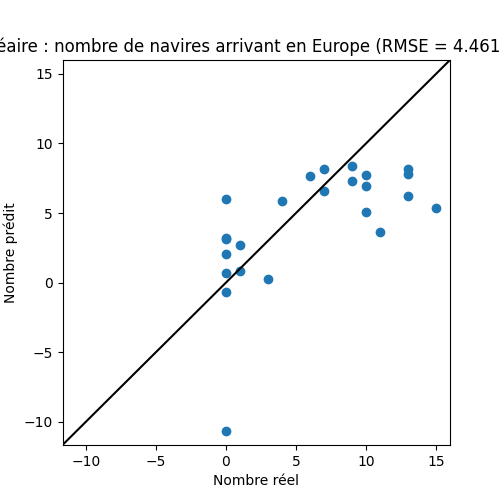 éaire : nombre de navires arrivant en Europe (RMSE = 4.461
15
10
5
0
−5
−10
Nombre prédit
−10 −5 0 5 10 15
Nombre réel